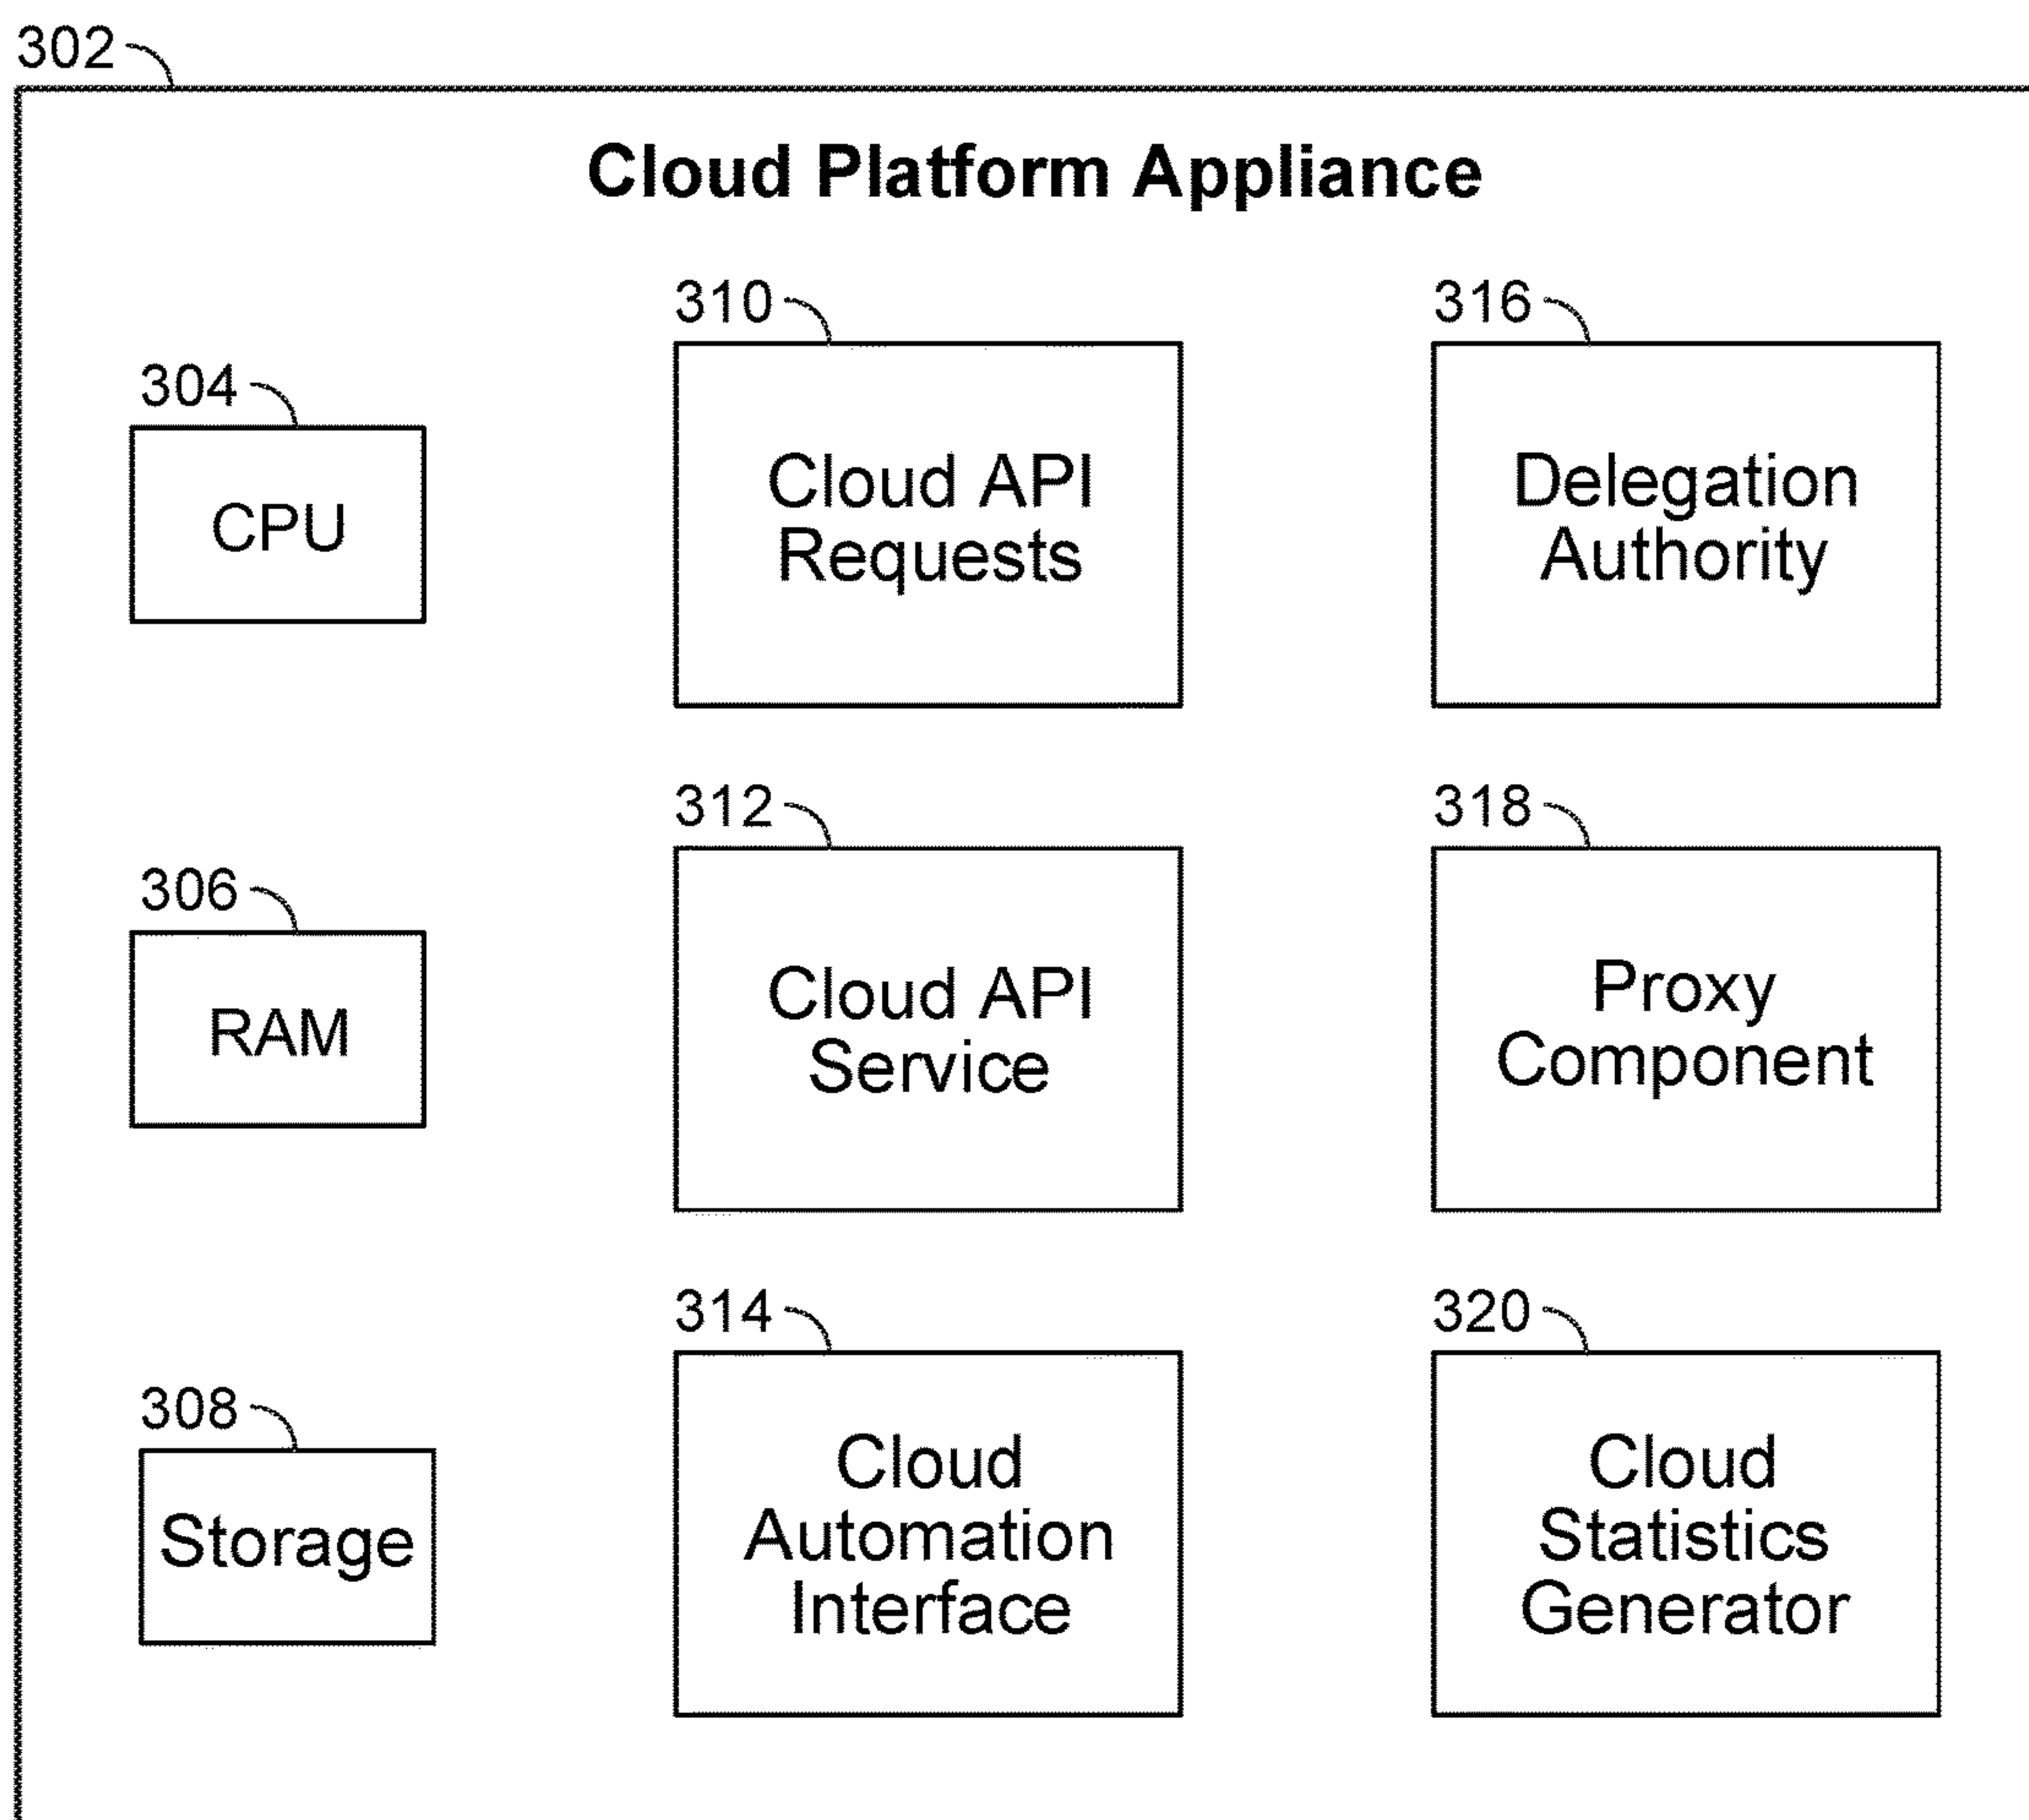 302
Cloud Platform Appliance
304
CPU
306
RAM
308
Storage
310
Cloud API
Requests
312
Cloud API
Service
314
Cloud
Automation
Interface
316
Delegation
Authority
318
Proxy
Component
320
Cloud
Statistics
Generator